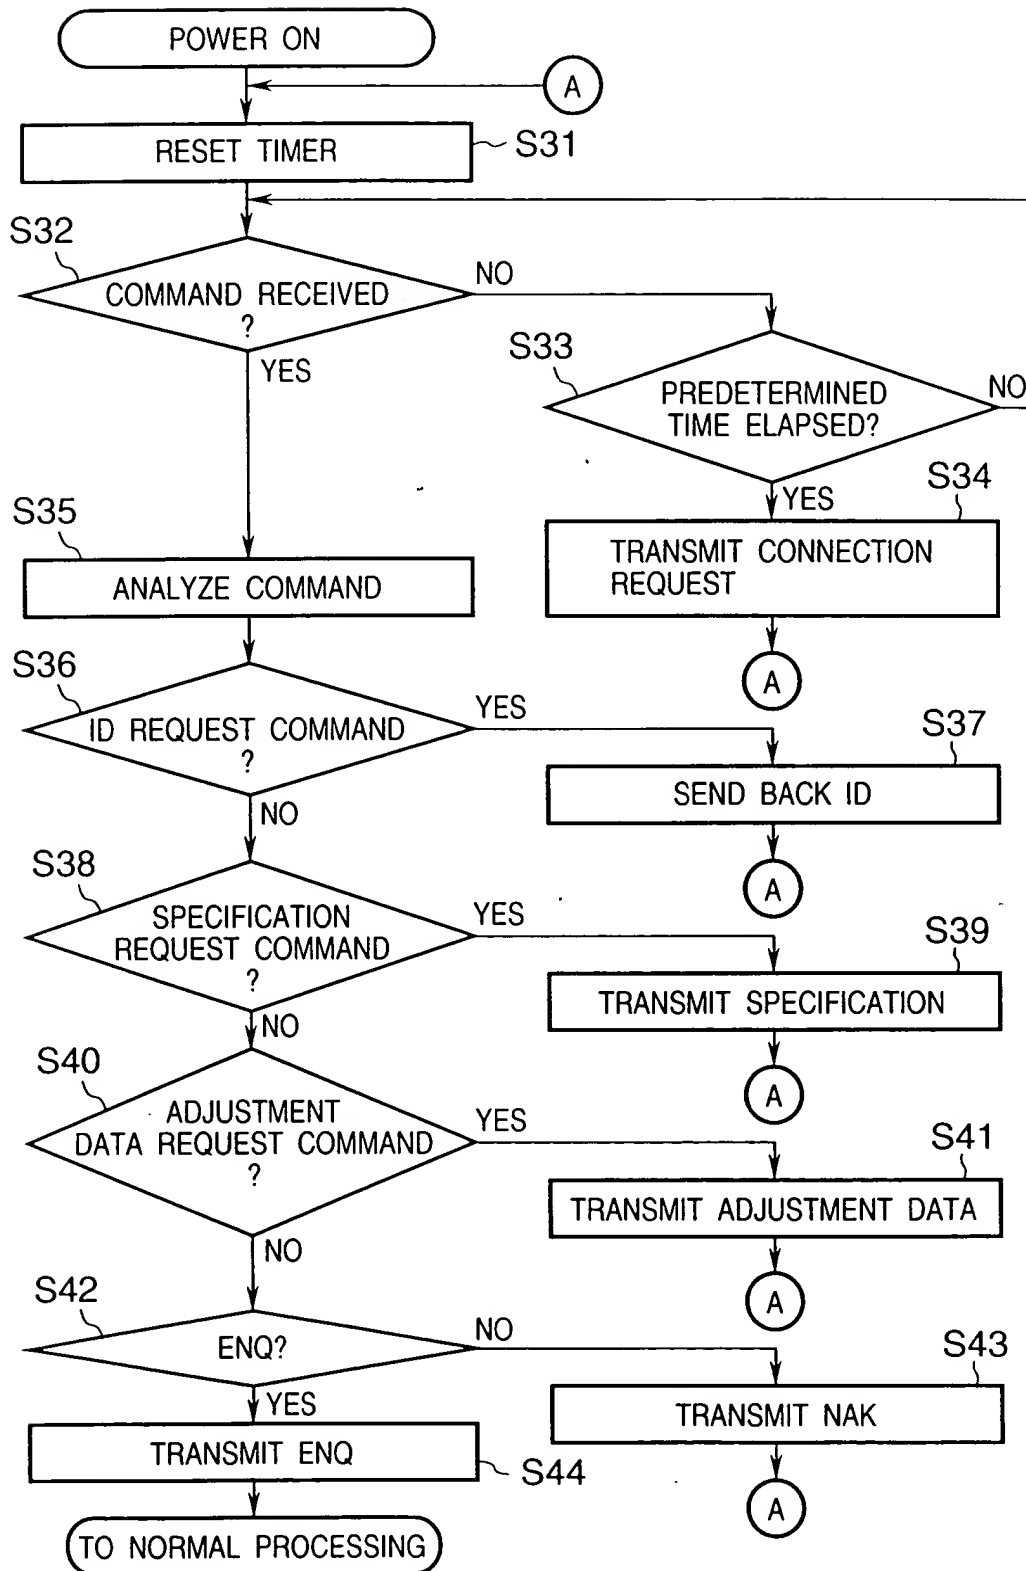 POWER ON
A
RESET TIMER
S31
S32
COMMAND RECEIVED
?
NO
YES
S33
PREDETERMINED
TIME ELAPSED?
NO
YES
S34
TRANSMIT CONNECTION
REQUEST
A
S35
ANALYZE COMMAND
S36
ID REQUEST COMMAND
?
YES
NO
S37
SEND BACK ID
A
S38
SPECIFICATION
REQUEST COMMAND
?
YES
NO
S39
TRANSMIT SPECIFICATION
A
S40
ADJUSTMENT
DATA REQUEST COMMAND
?
YES
NO
S41
TRANSMIT ADJUSTMENT DATA
A
S42
ENQ?
NO
YES
S43
TRANSMIT NAK
A
TRANSMIT ENQ
S44
TO NORMAL PROCESSING